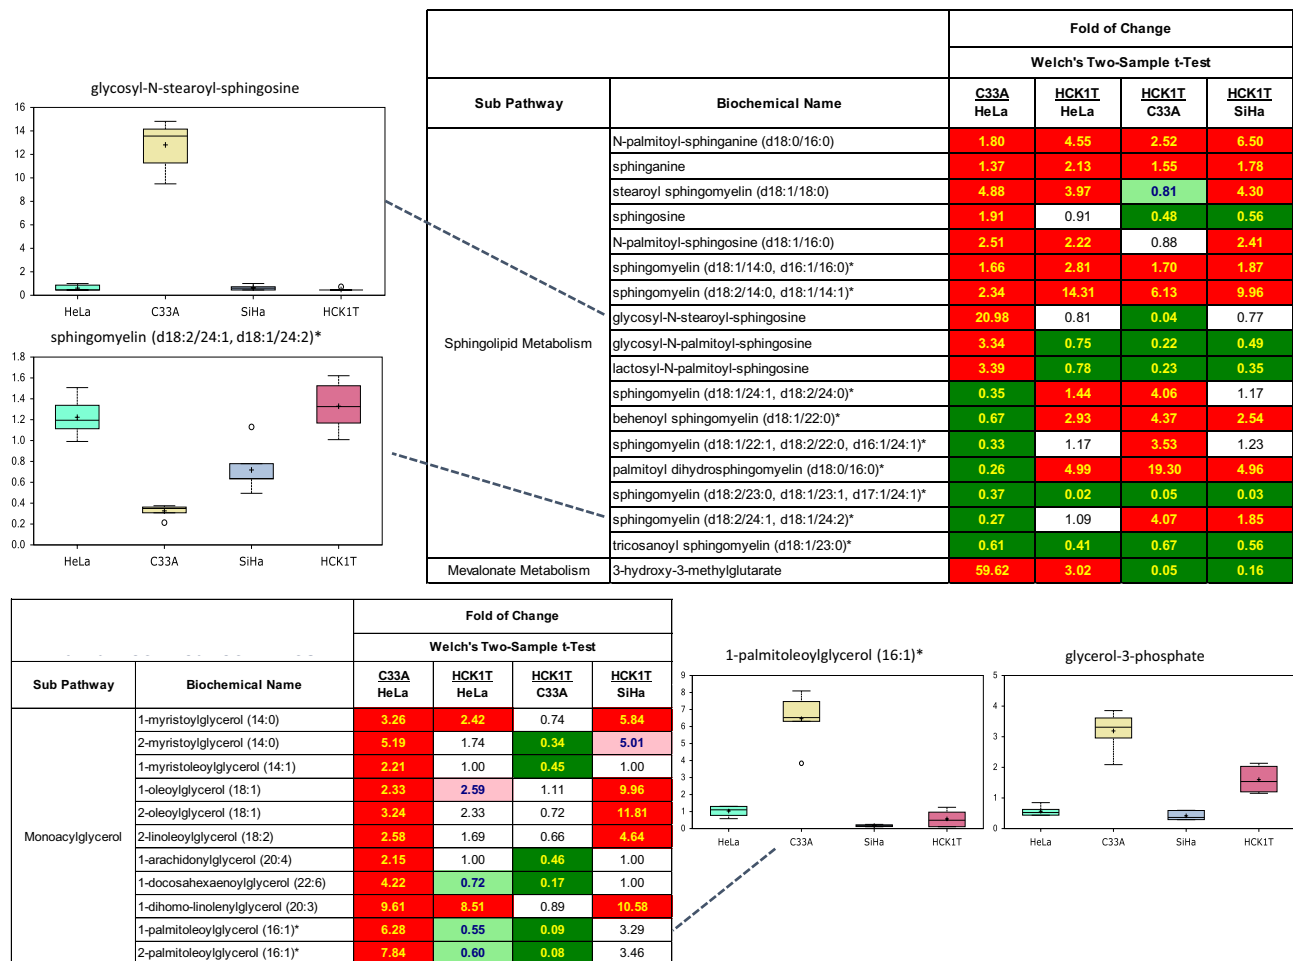 Fold of Change
Welch's Two-Sample t-Test
Sub Pathway Biochemical Name C33A HeLa HCK1T HeLa HCK1T C33A HCK1T SiHa
Sphingolipid Metabolism
N-palmitoyl-sphinganine (d18:0/16:0) 1.80 4.55 2.52 6.50
sphinganine 1.37 2.13 1.55 1.78
stearoyl sphingomyelin (d18:1/18:0) 4.88 3.97 0.81 4.30
sphingosine 1.91 0.91 0.48 0.56
N-palmitoyl-sphingosine (d18:1/16:0) 2.51 2.22 0.88 2.41
sphingomyelin (d18:1/14:0, d16:1/16:0)* 1.66 2.81 1.70 1.87
sphingomyelin (d18:2/14:0, d18:1/14:1)* 2.34 14.31 6.13 9.96
glycosyl-N-stearoyl-sphingosine 20.98 0.81 0.04 0.77
glycosyl-N-palmitoyl-sphingosine 3.34 0.75 0.22 0.49
lactosyl-N-palmitoyl-sphingosine 3.39 0.78 0.23 0.35
sphingomyelin (d18:1/24:1, d18:2/24:0)* 0.35 1.44 4.06 1.17
behenoyl sphingomyelin (d18:1/22:0)* 0.67 2.93 4.37 2.54
sphingomyelin (d18:1/22:1, d18:2/22:0, d16:1/24:1)* 0.33 1.17 3.53 1.23
palmitoyl dihydrosphingomyelin (d18:0/16:0)* 0.26 4.99 19.30 4.96
sphingomyelin (d18:2/23:0, d18:1/23:1, d17:1/24:1)* 0.37 0.02 0.05 0.03
sphingomyelin (d18:2/24:1, d18:1/24:2)* 0.27 1.09 4.07 1.85
tricosanoyl sphingomyelin (d18:1/23:0)* 0.61 0.41 0.67 0.56
Mevalonate Metabolism 3-hydroxy-3-methylglutarate 59.62 3.02 0.05 0.16
glycosyl-N-stearoyl-sphingosine
16
14
12
10
8
6
4
2
0
HeLa C33A SiHa HCK1T
sphingomyelin (d18:2/24:1, d18:1/24:2)*
1.8
1.6
1.4
1.2
1.0
0.8
0.6
0.4
0.2
0.0
HeLa C33A SiHa HCK1T
Fold of Change
Welch's Two-Sample t-Test
Sub Pathway Biochemical Name C33A HeLa HCK1T HeLa HCK1T C33A HCK1T SiHa
Monoacylglycerol
1-myristoylglycerol (14:0) 3.26 2.42 0.74 5.84
2-myristoylglycerol (14:0) 5.19 1.74 0.34 5.01
1-myristoleoylglycerol (14:1) 2.21 1.00 0.45 1.00
1-oleoylglycerol (18:1) 2.33 2.59 1.11 9.96
2-oleoylglycerol (18:1) 3.24 2.33 0.72 11.81
2-linoleoylglycerol (18:2) 2.58 1.69 0.66 4.64
1-arachidonylglycerol (20:4) 2.15 1.00 0.46 1.00
1-docosahexaenoylglycerol (22:6) 4.22 0.72 0.17 1.00
1-dihomo-linolenylglycerol (20:3) 9.61 8.51 0.89 10.58
1-palmitoleoylglycerol (16:1)* 6.28 0.55 0.09 3.29
2-palmitoleoylglycerol (16:1)* 7.84 0.60 0.08 3.46
1-palmitoleoylglycerol (16:1)*
9
8
7
6
5
4
3
2
1
0
HeLa C33A SiHa HCK1T
glycerol-3-phosphate
5
4
3
2
1
0
HeLa C33A SiHa HCK1T